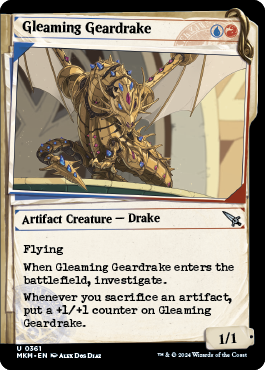 Gleaming Geardrake
Artifact Creature — Drake
Flying
When Gleaming Geardrake enters the
battlefield, investigate.
Whenever you sacrifice an artifact,
put a +1/+1 counter on Gleaming
Geardrake.
1/1
U 0361
MKM • EN Alex Dos Diaz
™ & © 2024 Wizards of the Coast